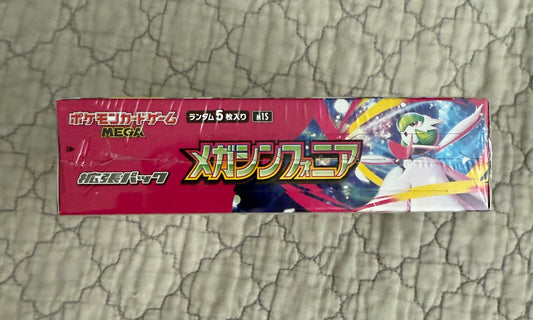 ポケモンカードゲーム
MEGA
ランダム5枚入り
M1S
メガシンフォニア
拡張パック